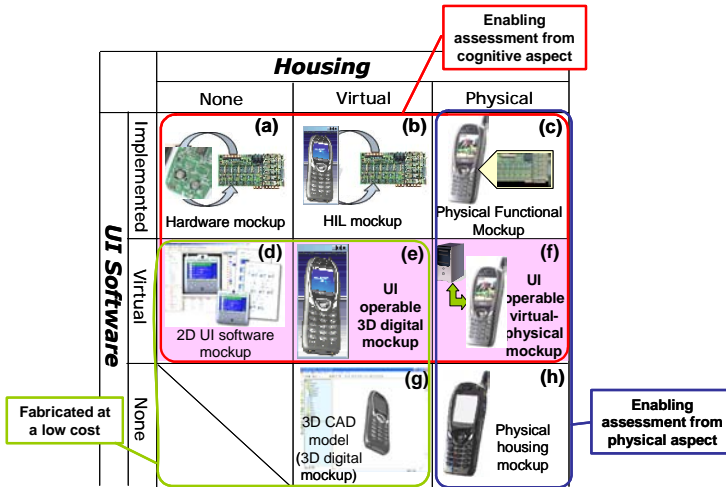 Enabling
assessment from
cognitive aspect
Housing
None
Virtual
Physical
UI Software
Implemented
(a)
Hardware mockup
(b)
HIL mockup
(c)
Physical Functional
Mockup
Virtual
(d)
2D UI software
mockup
(e)
UI
operable
3D digital
mockup
(f)
UI
operable
virtual-
physical
mockup
None
(g)
3D CAD
model
(3D digital
mockup)
(h)
Physical
housing
mockup
Fabricated at
a low cost
Enabling
assessment from
physical aspect